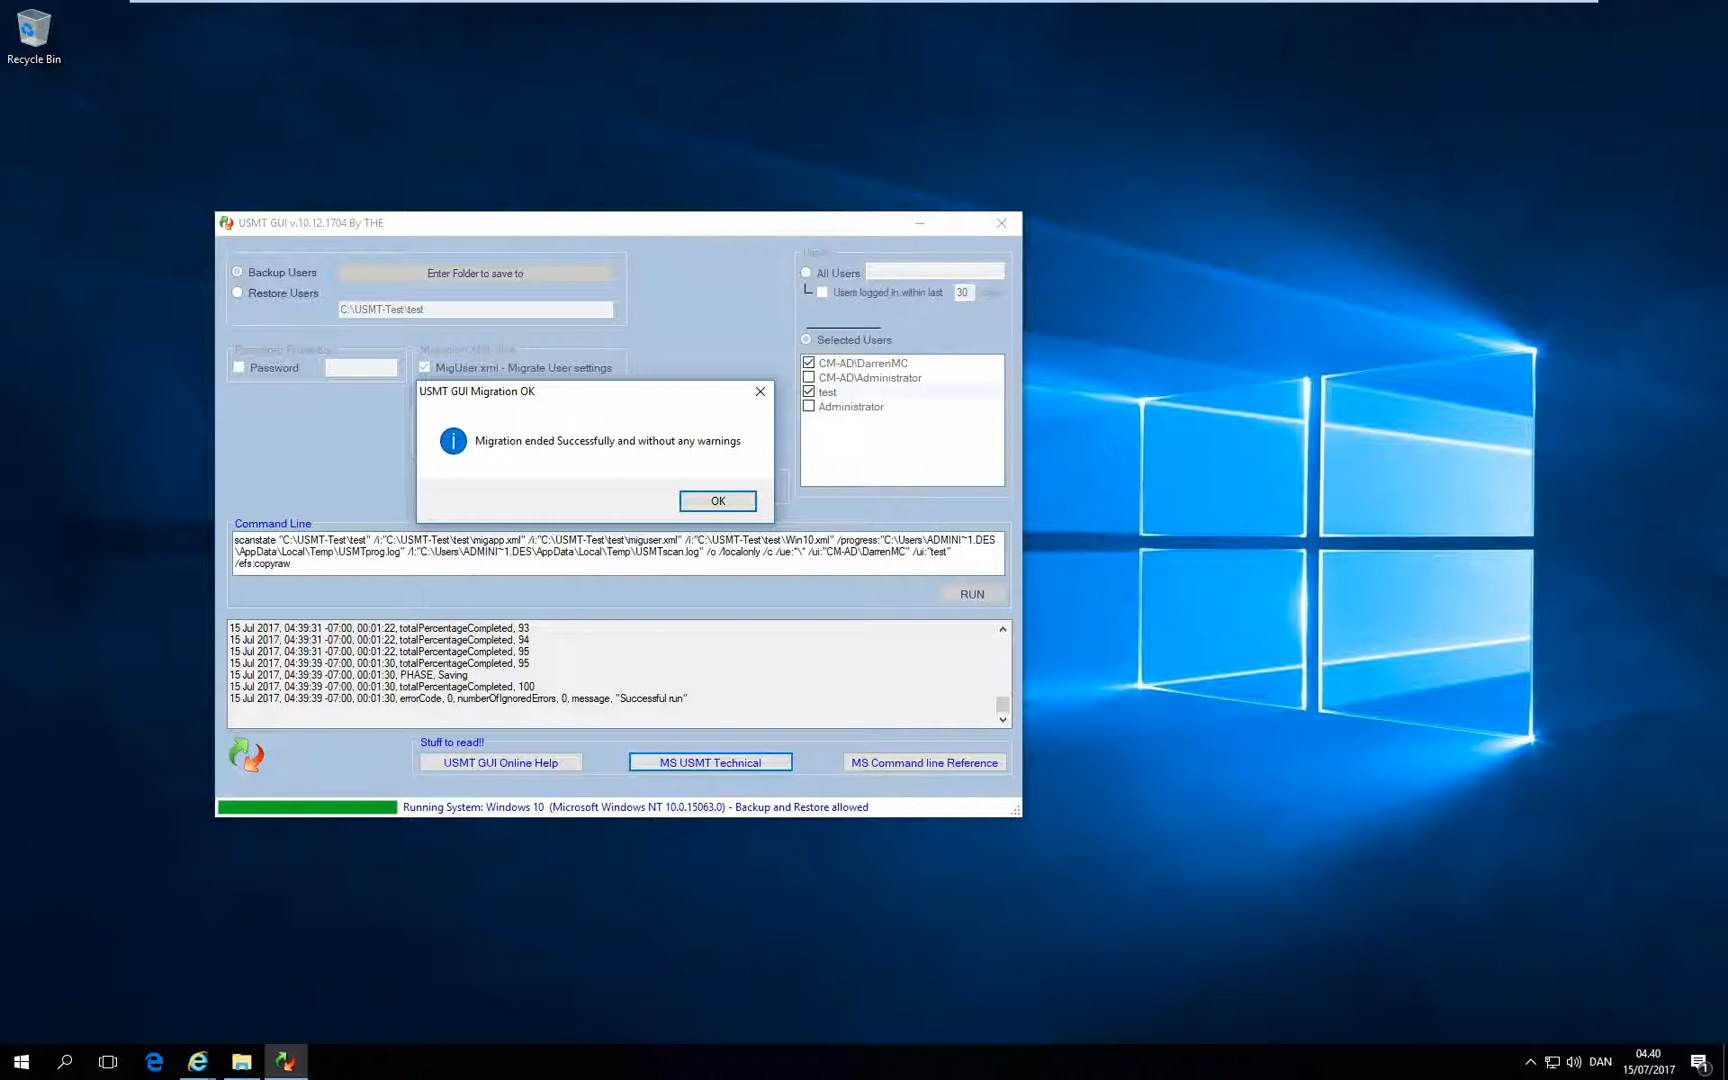 Recycle Bin
USMT GUI v.10.12.1704 By THE
Backup Users
Enter Folder to save to
Restore Users
C:\USMT-Test\test
All Users
Users logged in within last 30
Selected Users
CM-AD\DarrenMC
CM-AD\Administrator
test
Administrator
Password
MigUser.xml - Migrate User settings
USMT GUI Migration OK
Migration ended Successfully and without any warnings
OK
Command Line
scanstate "C:\USMT-Test\test" /i:"C:\USMT-Test\test\migapp.xml" /i:"C:\USMT-Test\test\miguser.xml" /i:"C:\USMT-Test\test\Win10.xml" /progress:"C:\Users\ADMINI~1.DES
\AppData\Local\Temp\USMTprog.log" /l:"C:\Users\ADMINI~1.DES\AppData\Local\Temp\USMTscan.log" /o /localonly /c /ue:*\* /ui:"CM-AD\DarrenMC" /ui:"test"
/efs:copyraw
RUN
15 Jul 2017, 04:39:31 -07:00, 00:01:22, totalPercentageCompleted, 93
15 Jul 2017, 04:39:31 -07:00, 00:01:22, totalPercentageCompleted, 94
15 Jul 2017, 04:39:31 -07:00, 00:01:22, totalPercentageCompleted, 95
15 Jul 2017, 04:39:39 -07:00, 00:01:30, totalPercentageCompleted, 95
15 Jul 2017, 04:39:39 -07:00, 00:01:30, PHASE, Saving
15 Jul 2017, 04:39:39 -07:00, 00:01:30, totalPercentageCompleted, 100
15 Jul 2017, 04:39:39 -07:00, 00:01:30, errorCode, 0, numberOfIgnoredErrors, 0, message, "Successful run"
Stuff to read!!
USMT GUI Online Help
MS USMT Technical
MS Command line Reference
Running System: Windows 10 (Microsoft Windows NT 10.0.15063.0) - Backup and Restore allowed
DAN
04.40
15/07/2017
1